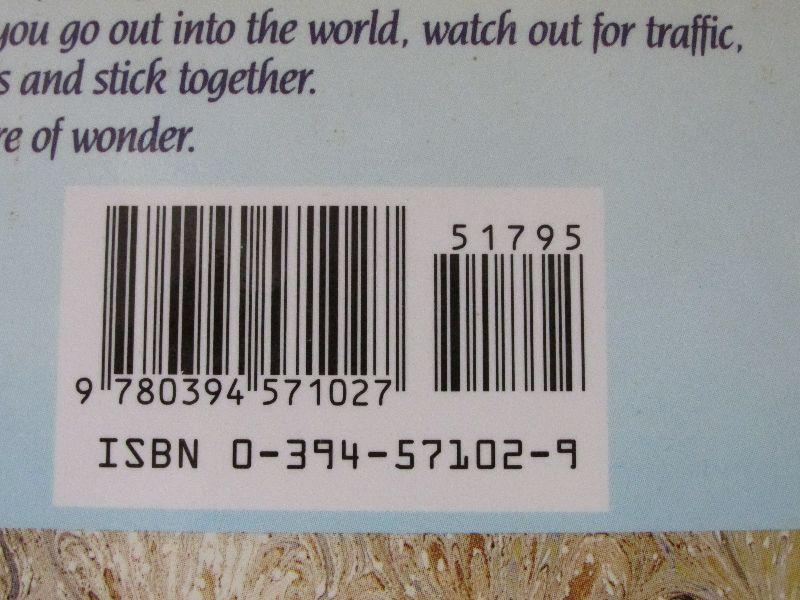 you go out into the world, watch out for traffic,
s and stick together.
re of wonder.
51795
9 780394 571027
ISBN 0-394-57102-9